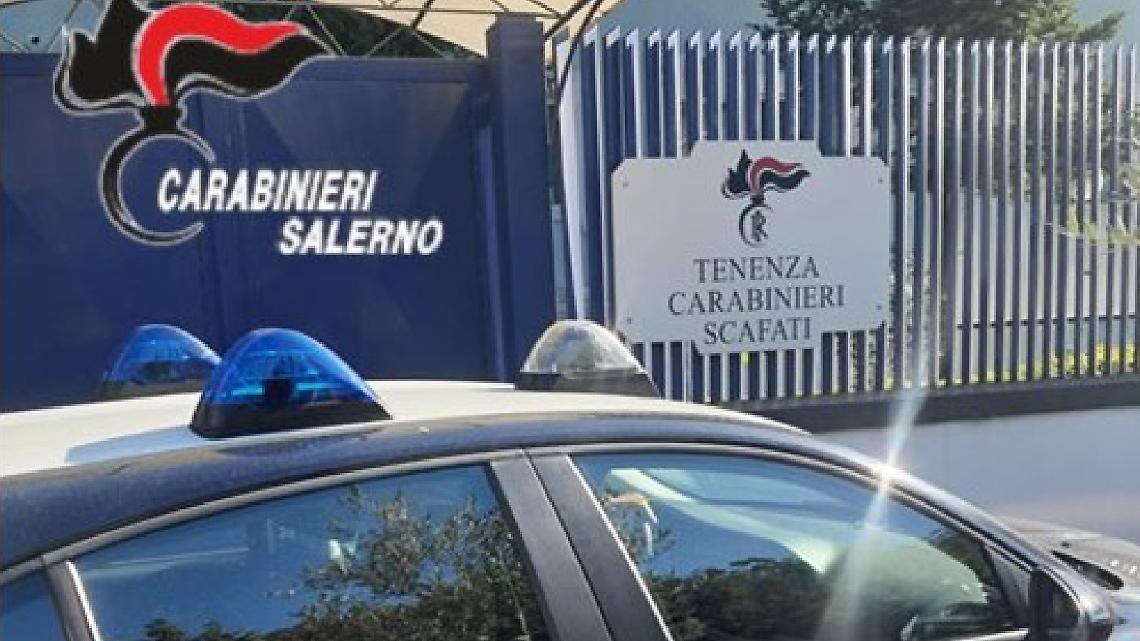 CARABINIERI
SALERNO
TENENZA
CARABINIERI
SCAFATI